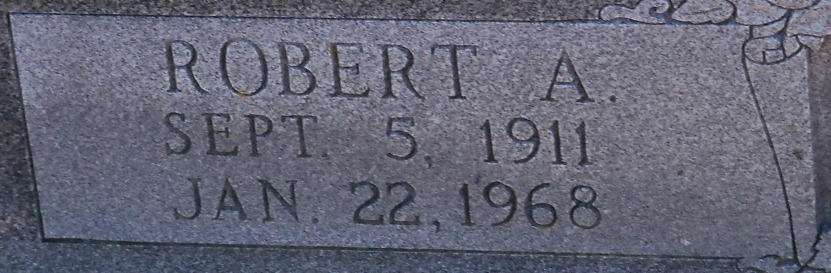 ROBERT A.
SEPT. 5, 1911
JAN. 22, 1968